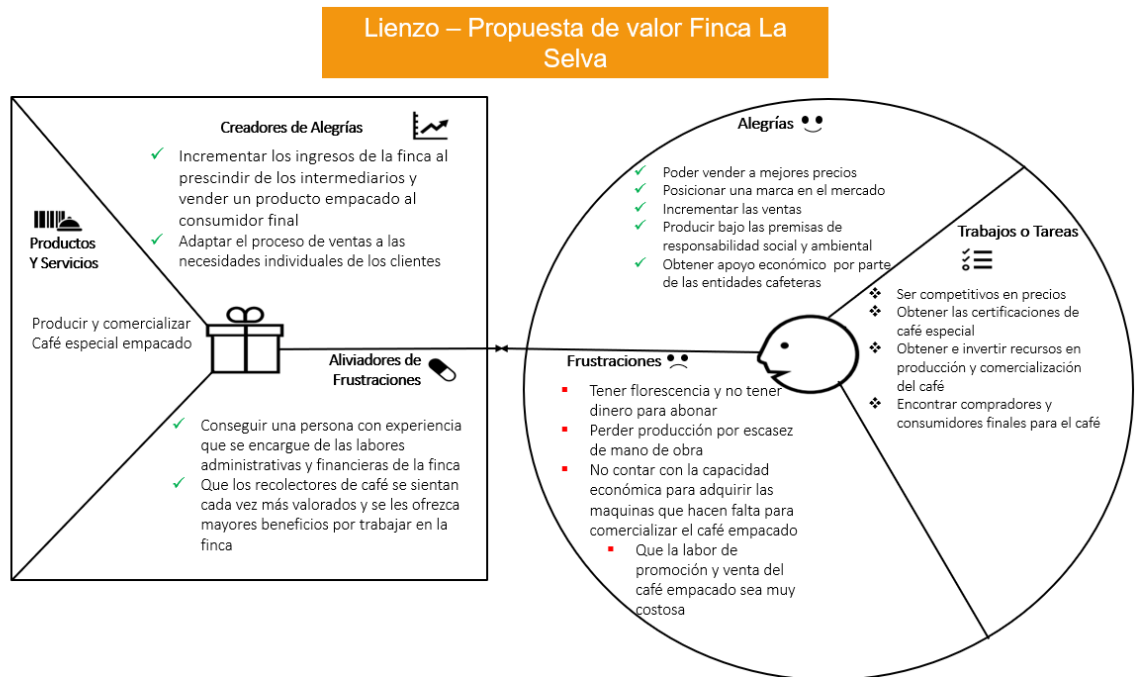 Lienzo – Propuesta de valor Finca La
Selva
Creadores de Alegrías
✓ Incrementar los ingresos de la finca al
prescindir de los intermediarios y
vender un producto empacado al
consumidor final
✓ Adaptar el proceso de ventas a las
necesidades individuales de los clientes
Productos
Y Servicios
Producir y comercializar
Café especial empacado
Aliviadores de
Frustraciones
✓ Conseguir una persona con experiencia
que se encargue de las labores
administrativas y financieras de la finca
✓ Que los recolectores de café se sientan
cada vez más valorados y se les ofrezca
mayores beneficios por trabajar en la
finca
Alegrías
✓ Poder vender a mejores precios
✓ Posicionar una marca en el mercado
✓ Incrementar las ventas
✓ Producir bajo las premisas de
responsabilidad social y ambiental
✓ Obtener apoyo económico por parte
de las entidades cafeteras
Trabajos o Tareas
❖ Ser competitivos en precios
❖ Obtener las certificaciones de
café especial
❖ Obtener e invertir recursos en
producción y comercialización
del café
❖ Encontrar compradores y
consumidores finales para el café
Frustraciones
▪ Tener florescencia y no tener
dinero para abonar
▪ Perder producción por escasez
de mano de obra
▪ No contar con la capacidad
económica para adquirir las
maquinas que hacen falta para
comercializar el café empacado
▪ Que la labor de
promoción y venta del
café empacado sea muy
costosa